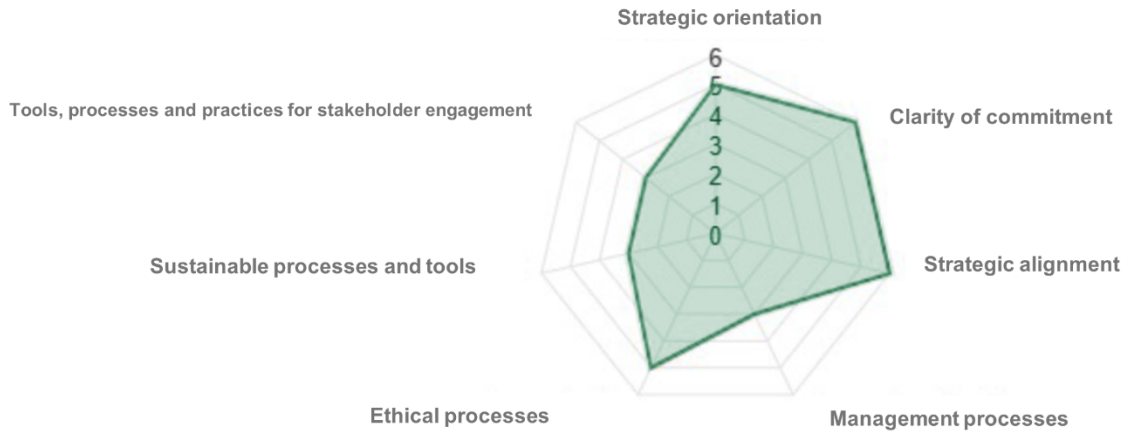 Strategic orientation
6
Tools, processes and practices for stakeholder engagement
5
Clarity of commitment
4
3
2
1
0
Sustainable processes and tools
Strategic alignment
Ethical processes
Management processes